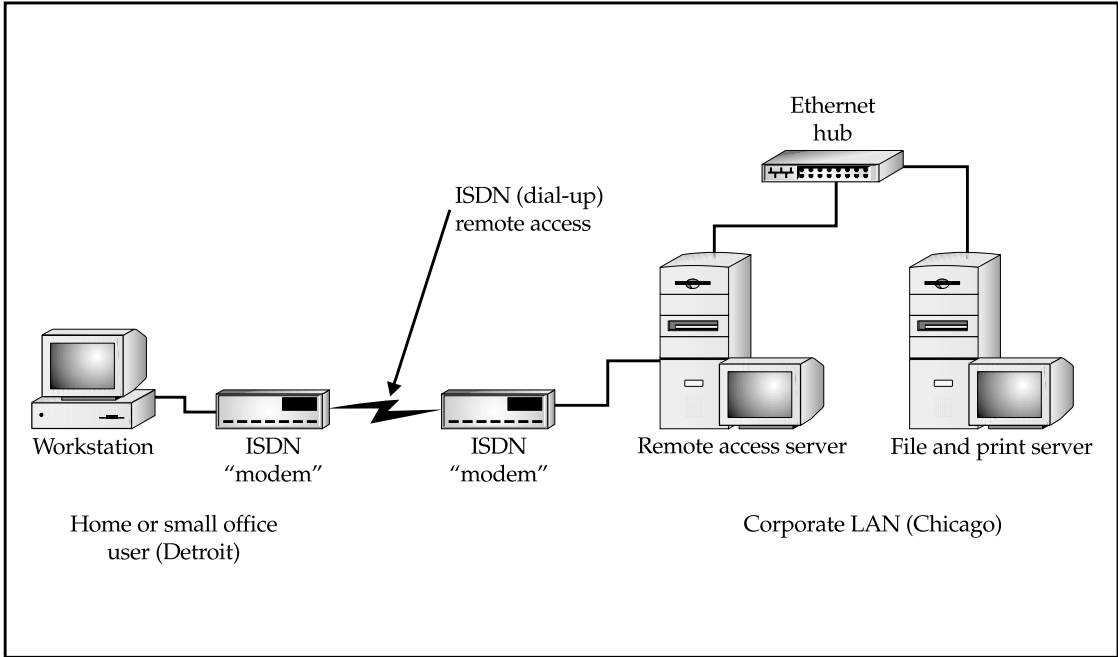 Ethernet
hub
ISDN (dial-up)
remote access
Workstation
ISDN
“modem”
ISDN
“modem”
Remote access server
File and print server
Home or small office
user (Detroit)
Corporate LAN (Chicago)